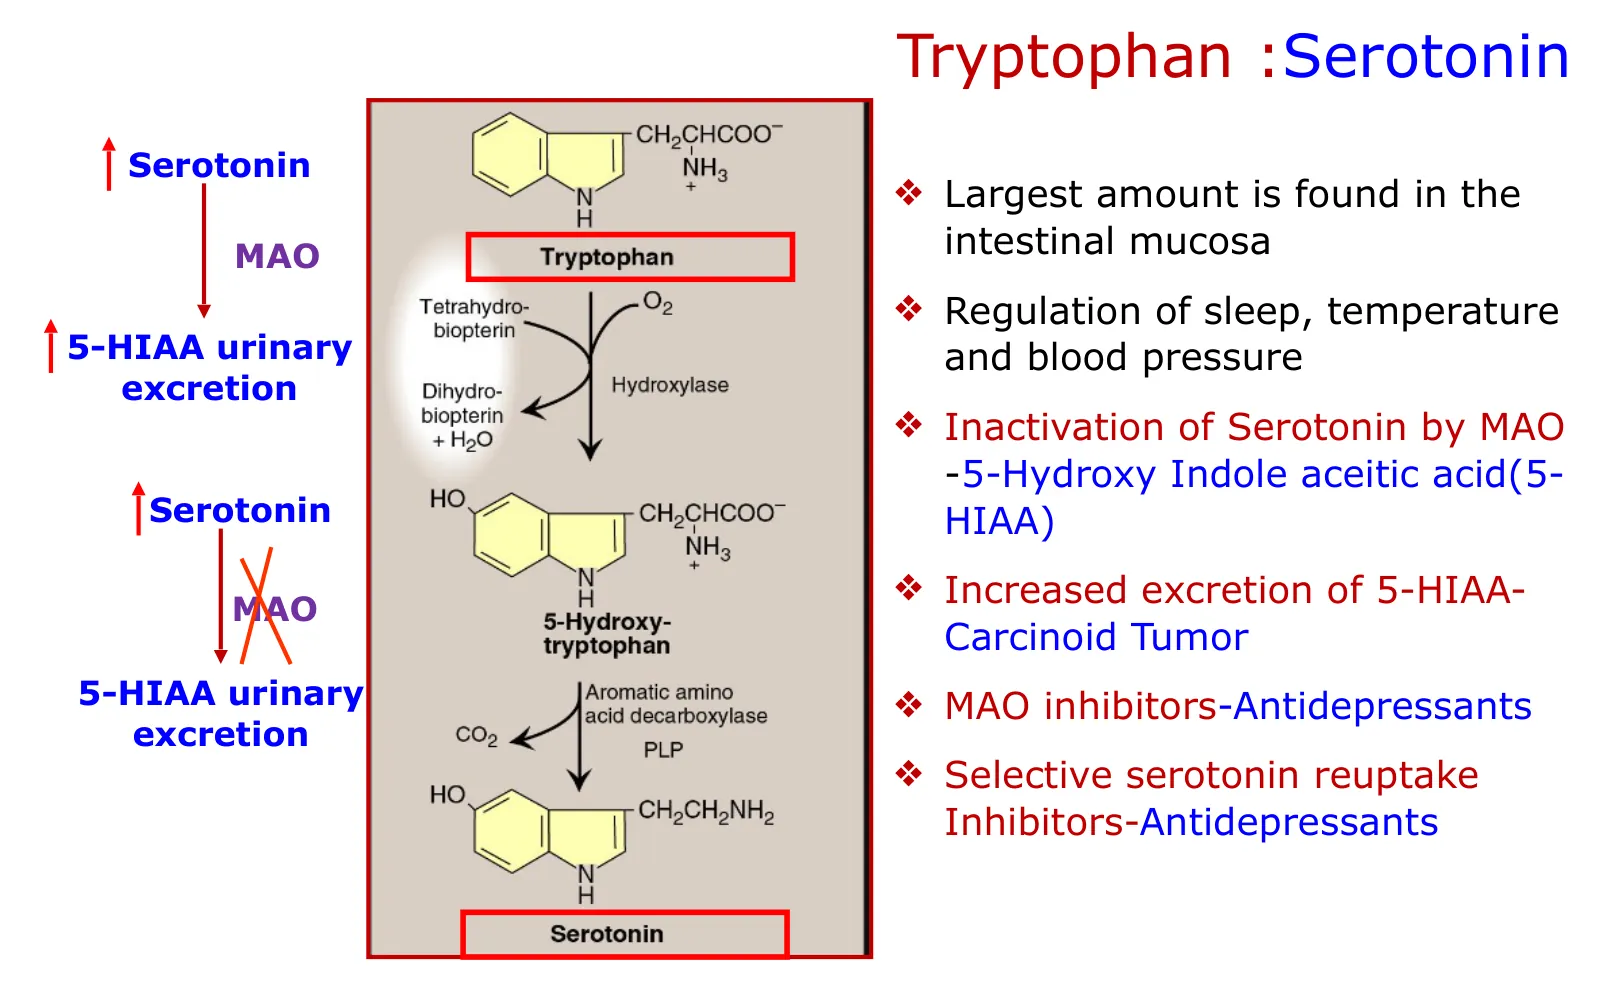 Tryptophan :Serotonin
Serotonin
MAO
5-HIAA urinary
excretion
Serotonin
MAO
5-HIAA urinary
excretion
CH₂CHCOO⁻
NH₃
+
N
H
Tryptophan
Tetrahydro-
biopterin
O₂
Hydroxylase
Dihydro-
biopterin
+ H₂O
HO
CH₂CHCOO⁻
NH₃
+
N
H
5-Hydroxy-
tryptophan
Aromatic amino
acid decarboxylase
CO₂
PLP
HO
CH₂CH₂NH₂
N
H
Serotonin
❖ Largest amount is found in the
intestinal mucosa
❖ Regulation of sleep, temperature
and blood pressure
❖ Inactivation of Serotonin by MAO
-5-Hydroxy Indole aceitic acid(5-
HIAA)
❖ Increased excretion of 5-HIAA-
Carcinoid Tumor
❖ MAO inhibitors-Antidepressants
❖ Selective serotonin reuptake
Inhibitors-Antidepressants